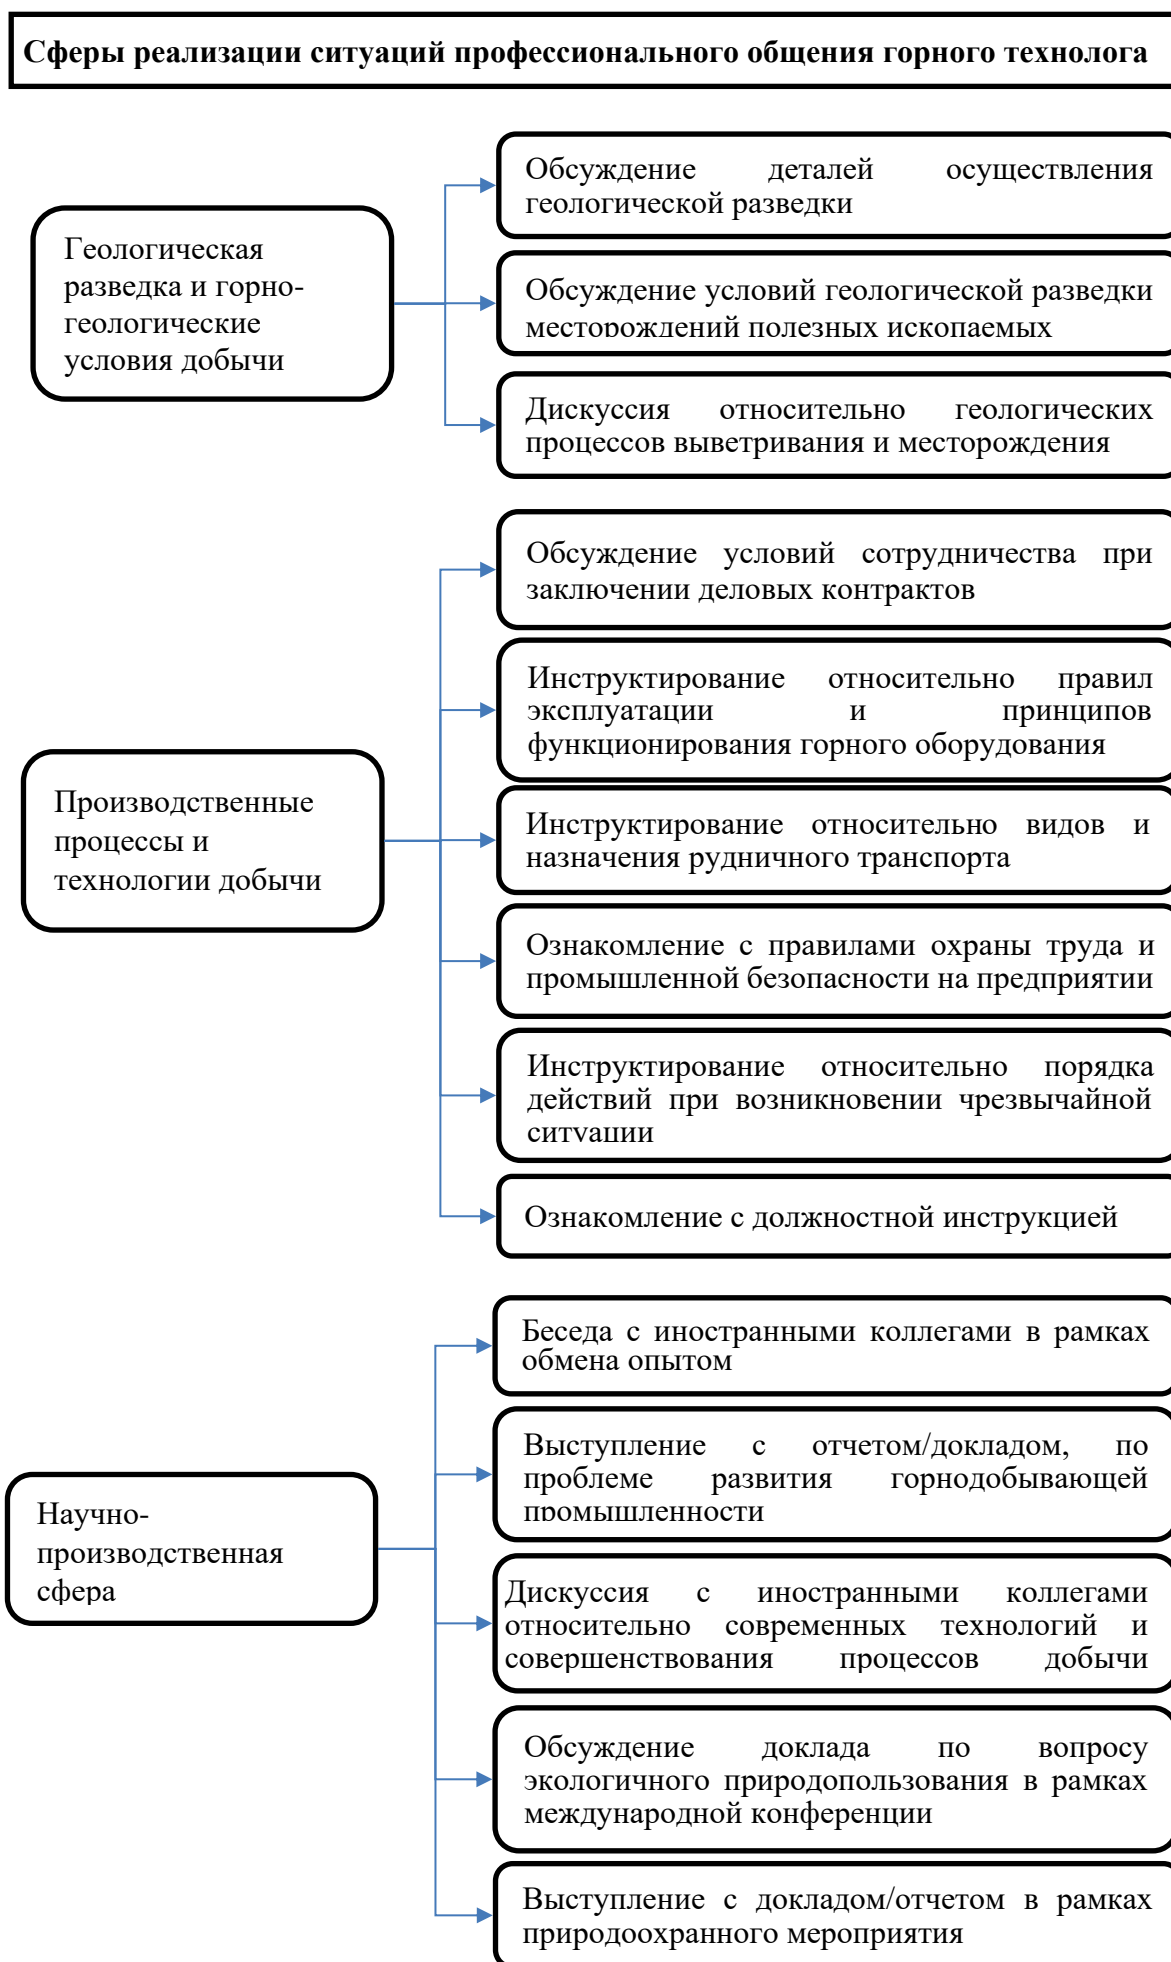 Сферы реализации ситуаций профессионального общения горного технолога
Геологическая
разведка и горно-
геологические
условия добычи
Обсуждение деталей осуществления
геологической разведки
Обсуждение условий геологической разведки
месторождений полезных ископаемых
Дискуссия относительно геологических
процессов выветривания и месторождения
Производственные
процессы и
технологии добычи
Обсуждение условий сотрудничества при
заключении деловых контрактов
Инструктирование относительно правил
эксплуатации и принципов
функционирования горного оборудования
Инструктирование относительно видов и
назначения рудничного транспорта
Ознакомление с правилами охраны труда и
промышленной безопасности на предприятии
Инструктирование относительно порядка
действий при возникновении чрезвычайной
ситуации
Ознакомление с должностной инструкцией
Научно-
производственная
сфера
Беседа с иностранными коллегами в рамках
обмена опытом
Выступление с отчетом/докладом, по
проблеме развития горнодобывающей
промышленности
Дискуссия с иностранными коллегами
относительно современных технологий и
совершенствования процессов добычи
Обсуждение доклада по вопросу
экологичного природопользования в рамках
международной конференции
Выступление с докладом/отчетом в рамках
природоохранного мероприятия